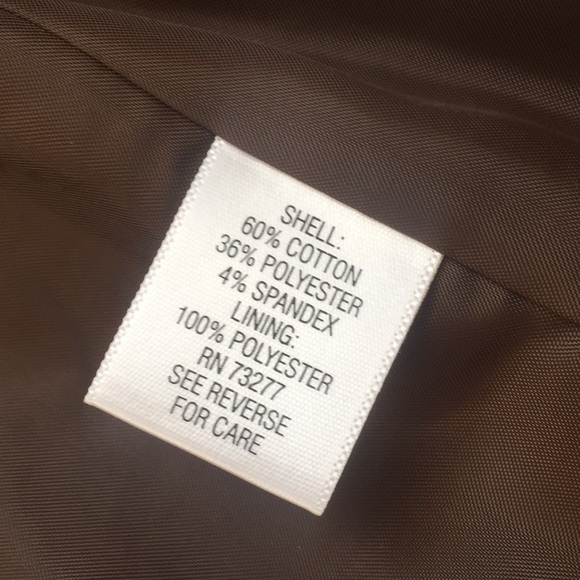 SHELL:
60% COTTON
36% POLYESTER
4% SPANDEX
LINING:
100% POLYESTER
RN 73277
SEE REVERSE
FOR CARE